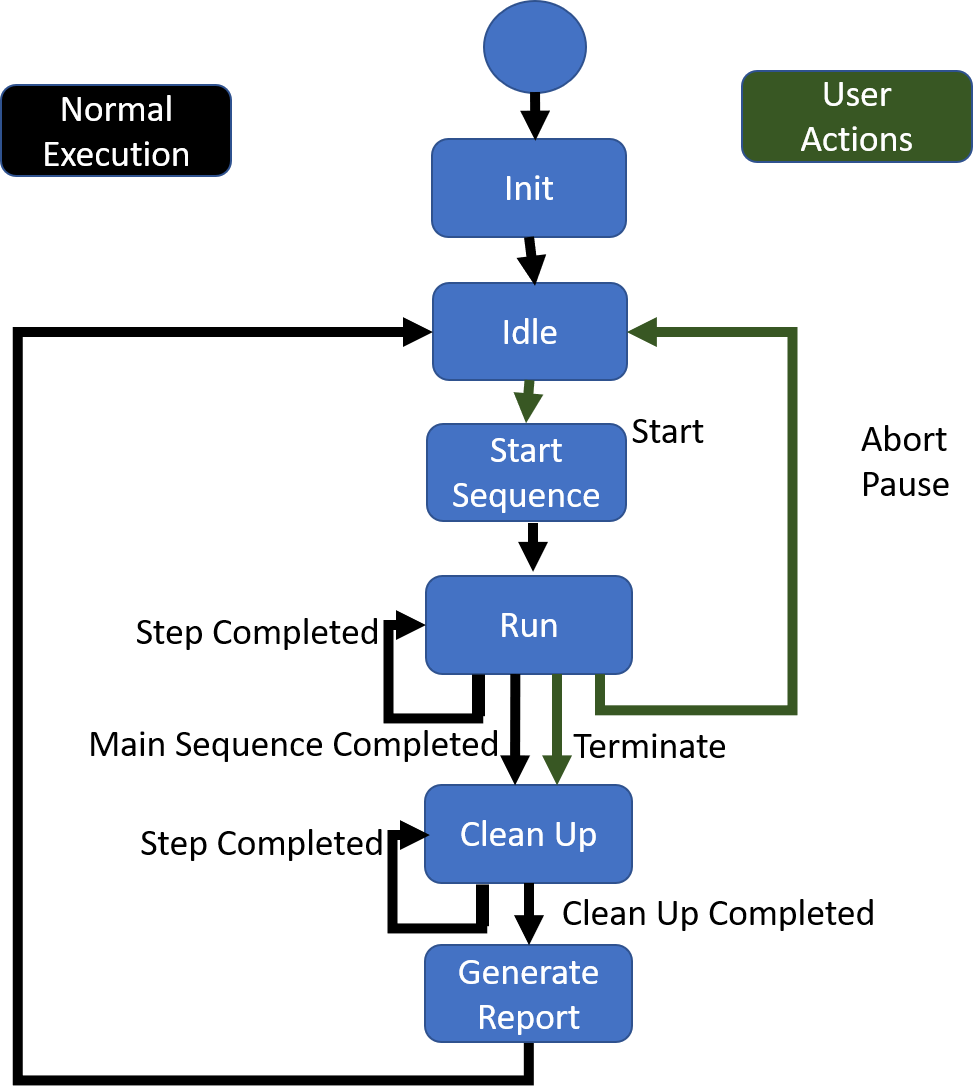 Normal
Execution
User
Actions
Init
Idle
Start
Start
Sequence
Abort
Pause
Run
Step Completed
Main Sequence Completed
Terminate
Clean Up
Step Completed
Clean Up Completed
Generate
Report